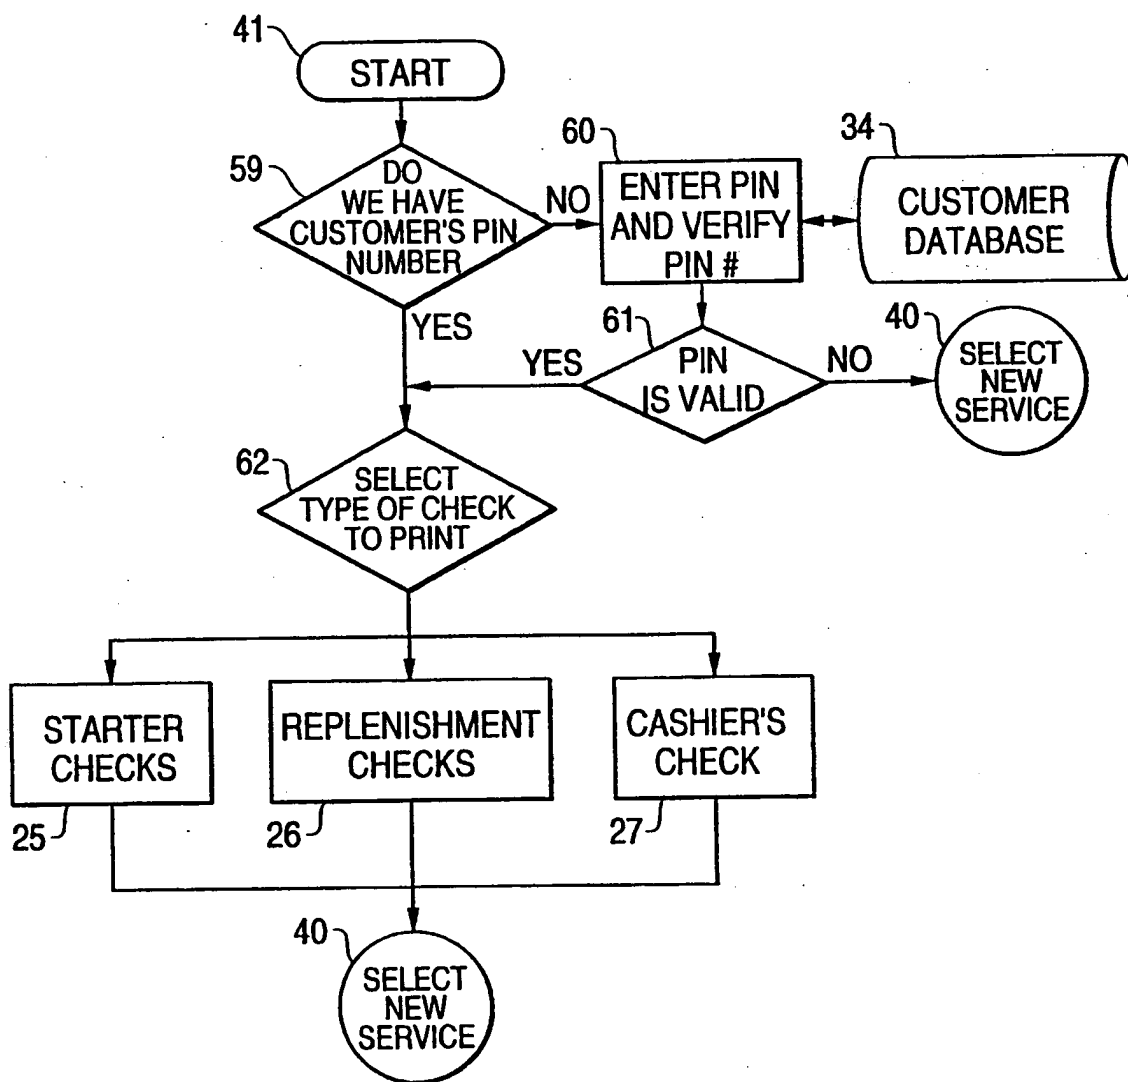 41
START
59
DO
WE HAVE
CUSTOMER'S PIN
NUMBER
NO
60
ENTER PIN
AND VERIFY
PIN #
34
CUSTOMER
DATABASE
YES
61
PIN
IS VALID
YES
NO
40
SELECT
NEW
SERVICE
62
SELECT
TYPE OF CHECK
TO PRINT
STARTER
CHECKS
25
REPLENISHMENT
CHECKS
26
CASHIER'S
CHECK
27
40
SELECT
NEW
SERVICE